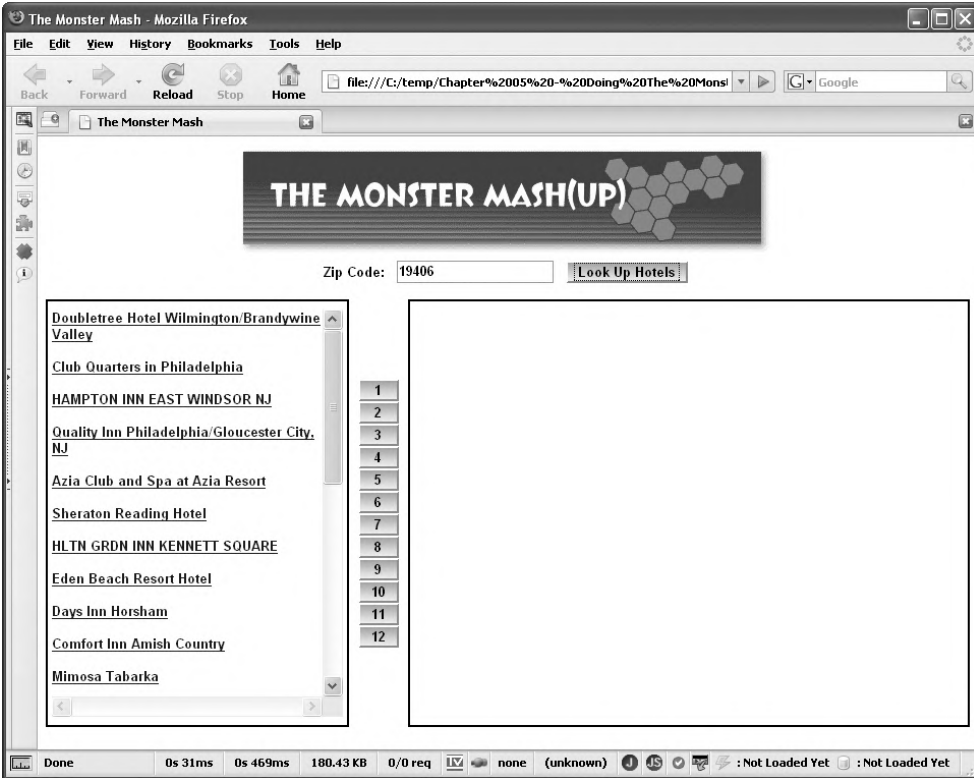 The Monster Mash - Mozilla Firefox
File Edit View History Bookmarks Tools Help
Back Forward Reload Stop Home file:///C:/temp/Chapter%2005%20-%20Doing%20The%20Mons G Google
The Monster Mash
THE MONSTER MASH(UP)
Zip Code: 19406 Look Up Hotels
Doubletree Hotel Wilmington/Brandywine
Valley
Club Quarters in Philadelphia
HAMPTON INN EAST WINDSOR NJ
Quality Inn Philadelphia/Gloucester City,
NJ
Azia Club and Spa at Azia Resort
Sheraton Reading Hotel
HLTN GRDN INN KENNETT SQUARE
Eden Beach Resort Hotel
Days Inn Horsham
Comfort Inn Amish Country
Mimosa Tabarka
1
2
3
4
5
6
7
8
9
10
11
12
Done 0s 31ms 0s 469ms 180.43 KB 0/0 req none (unknown) J JS : Not Loaded Yet : Not Loaded Yet